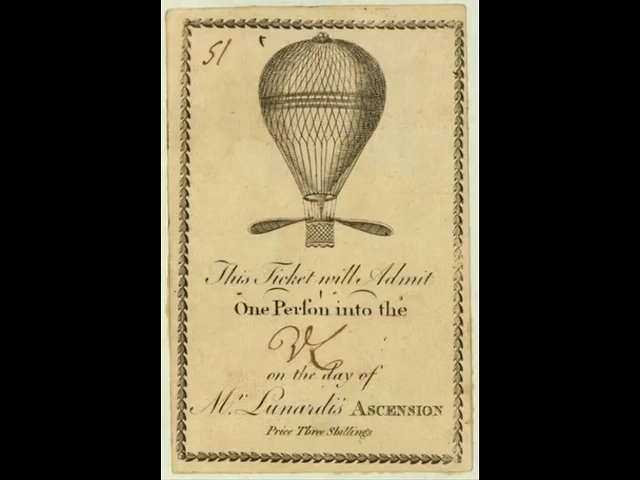 51
This Ticket will Admit
One Perſon into the
VL
on the day of
Mr. Lunardi's ASCENSION
Price Three Shillings